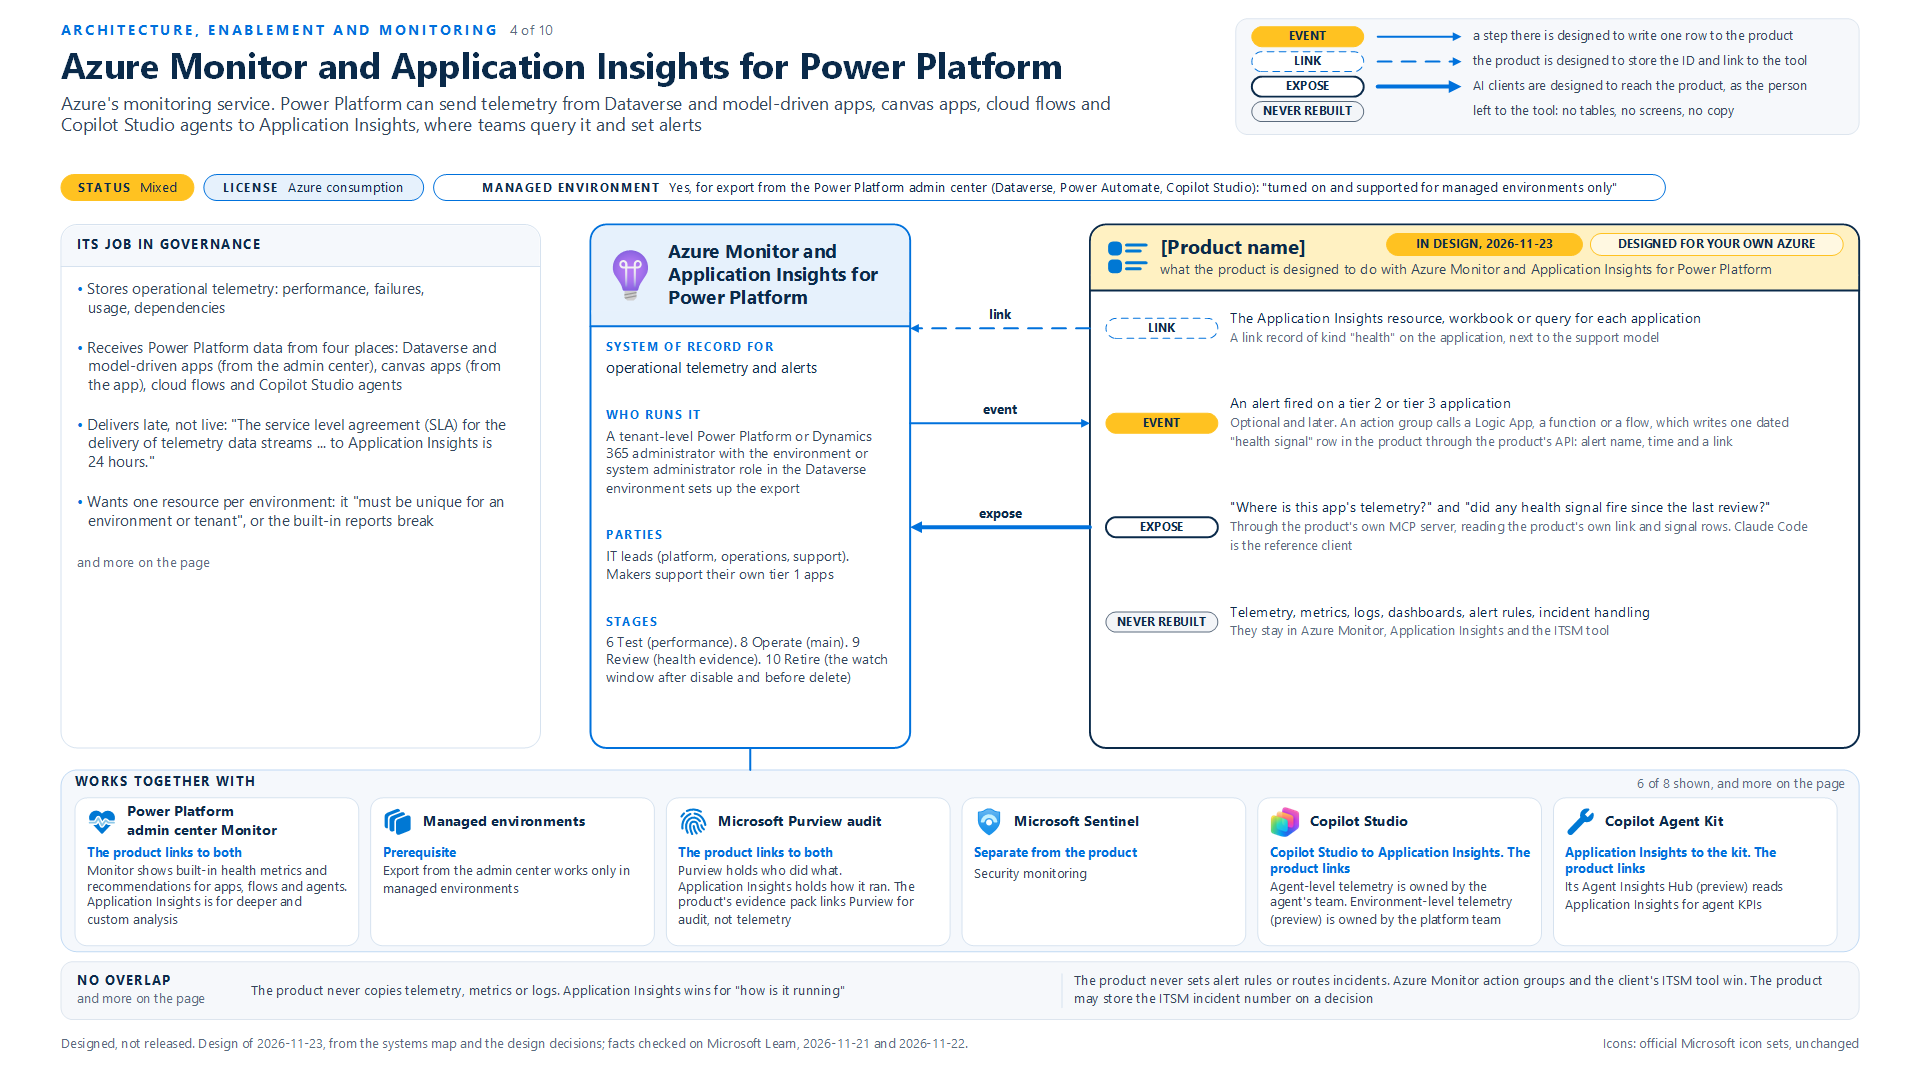 ARCHITECTURE, ENABLEMENT AND MONITORING 4 of 10
Azure Monitor and Application Insights for Power Platform
Azure's monitoring service. Power Platform can send telemetry from Dataverse and model-driven apps, canvas apps, cloud flows and
Copilot Studio agents to Application Insights, where teams query it and set alerts
EVENT a step there is designed to write one row to the product
LINK the product is designed to store the ID and link to the tool
EXPOSE AI clients are designed to reach the product, as the person
NEVER REBUILT left to the tool: no tables, no screens, no copy
STATUS Mixed
LICENSE Azure consumption
MANAGED ENVIRONMENT Yes, for export from the Power Platform admin center (Dataverse, Power Automate, Copilot Studio): "turned on and supported for managed environments only"
ITS JOB IN GOVERNANCE
• Stores operational telemetry: performance, failures,
usage, dependencies
• Receives Power Platform data from four places: Dataverse and
model-driven apps (from the admin center), canvas apps (from
the app), cloud flows and Copilot Studio agents
• Delivers late, not live: "The service level agreement (SLA) for the
delivery of telemetry data streams ... to Application Insights is
24 hours."
• Wants one resource per environment: it "must be unique for an
environment or tenant", or the built-in reports break
and more on the page
Azure Monitor and
Application Insights for
Power Platform
SYSTEM OF RECORD FOR
operational telemetry and alerts
WHO RUNS IT
A tenant-level Power Platform or Dynamics
365 administrator with the environment or
system administrator role in the Dataverse
environment sets up the export
PARTIES
IT leads (platform, operations, support).
Makers support their own tier 1 apps
STAGES
6 Test (performance). 8 Operate (main). 9
Review (health evidence). 10 Retire (the watch
window after disable and before delete)
link
event
expose
[Product name]
IN DESIGN, 2026-11-23
DESIGNED FOR YOUR OWN AZURE
what the product is designed to do with Azure Monitor and Application Insights for Power Platform
LINK
The Application Insights resource, workbook or query for each application
A link record of kind "health" on the application, next to the support model
EVENT
An alert fired on a tier 2 or tier 3 application
Optional and later. An action group calls a Logic App, a function or a flow, which writes one dated
"health signal" row in the product through the product's API: alert name, time and a link
EXPOSE
"Where is this app's telemetry?" and "did any health signal fire since the last review?"
Through the product's own MCP server, reading the product's own link and signal rows. Claude Code
is the reference client
NEVER REBUILT
Telemetry, metrics, logs, dashboards, alert rules, incident handling
They stay in Azure Monitor, Application Insights and the ITSM tool
WORKS TOGETHER WITH
6 of 8 shown, and more on the page
Power Platform
admin center Monitor
The product links to both
Monitor shows built-in health metrics and
recommendations for apps, flows and agents.
Application Insights is for deeper and
custom analysis
Managed environments
Prerequisite
Export from the admin center works only in
managed environments
Microsoft Purview audit
The product links to both
Purview holds who did what.
Application Insights holds how it ran. The
product's evidence pack links Purview for
audit, not telemetry
Microsoft Sentinel
Separate from the product
Security monitoring
Copilot Studio
Copilot Studio to Application Insights. The
product links
Agent-level telemetry is owned by the
agent's team. Environment-level telemetry
(preview) is owned by the platform team
Copilot Agent Kit
Application Insights to the kit. The
product links
Its Agent Insights Hub (preview) reads
Application Insights for agent KPIs
NO OVERLAP
and more on the page
The product never copies telemetry, metrics or logs. Application Insights wins for "how is it running"
The product never sets alert rules or routes incidents. Azure Monitor action groups and the client's ITSM tool win. The product
may store the ITSM incident number on a decision
Designed, not released. Design of 2026-11-23, from the systems map and the design decisions; facts checked on Microsoft Learn, 2026-11-21 and 2026-11-22.
Icons: official Microsoft icon sets, unchanged